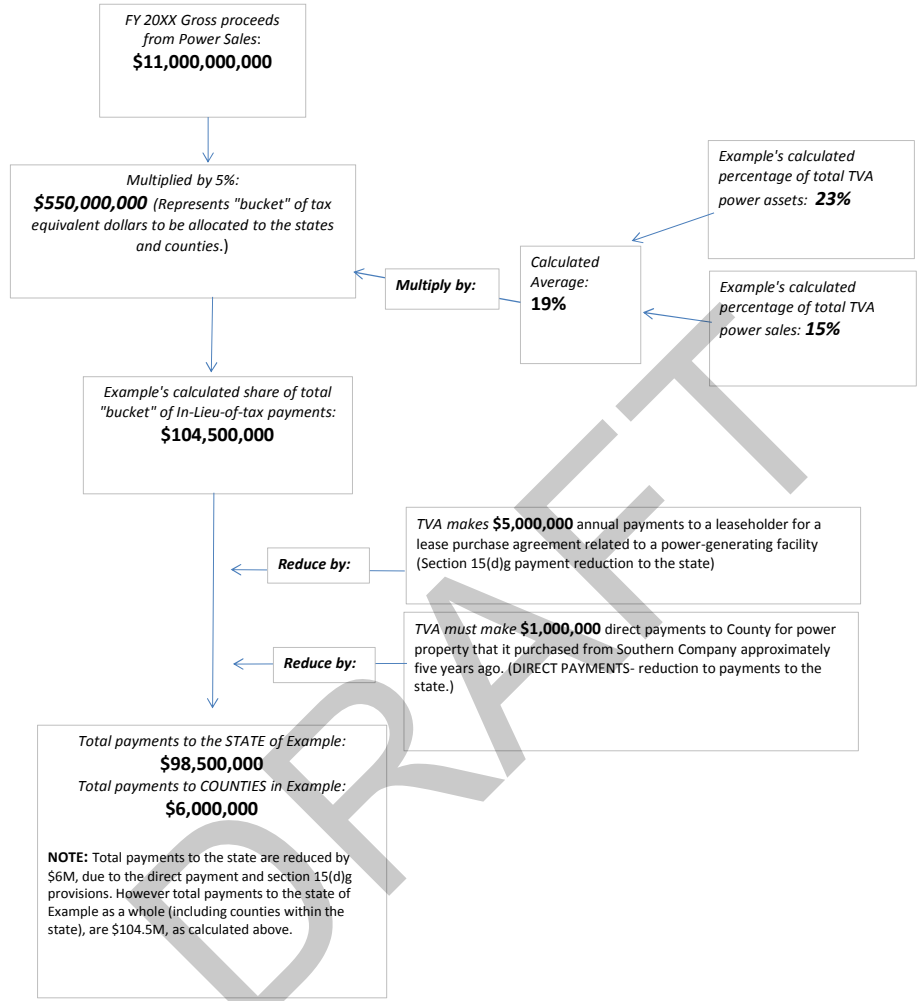 FY 20XX Gross proceeds
from Power Sales:
$11,000,000,000
Multiplied by 5%:
$550,000,000 (Represents "bucket" of tax
equivalent dollars to be allocated to the states
and counties.)
Multiply by:
Calculated
Average:
19%
Example's calculated
percentage of total TVA
power assets: 23%
Example's calculated
percentage of total TVA
power sales: 15%
Example's calculated share of total
"bucket" of In-Lieu-of-tax payments:
$104,500,000
Reduce by:
TVA makes $5,000,000 annual payments to a leaseholder for a
lease purchase agreement related to a power-generating facility
(Section 15(d)g payment reduction to the state)
Reduce by:
TVA must make $1,000,000 direct payments to County for power
property that it purchased from Southern Company approximately
five years ago. (DIRECT PAYMENTS- reduction to payments to the
state.)
Total payments to the STATE of Example:
$98,500,000
Total payments to COUNTIES in Example:
$6,000,000
NOTE: Total payments to the state are reduced by
$6M, due to the direct payment and section 15(d)g
provisions. However total payments to the state of
Example as a whole (including counties within the
state), are $104.5M, as calculated above.
DRAFT